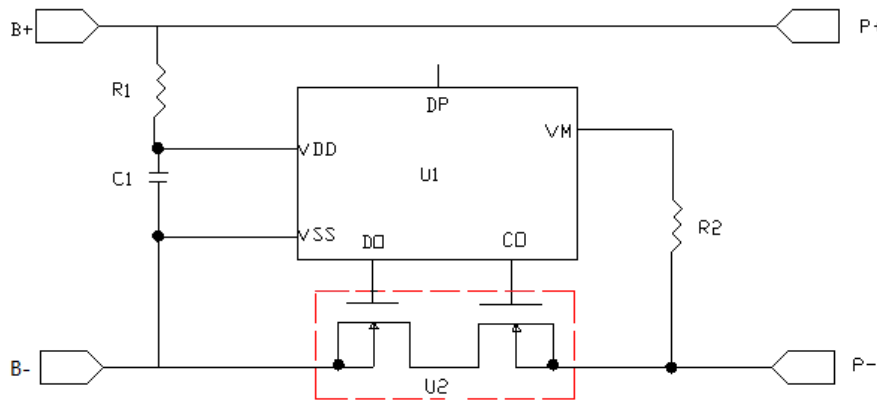 B+
P+
R1
DP
VM
VDD
C1
U1
R2
VSS
DO
CO
B-
P-
U2